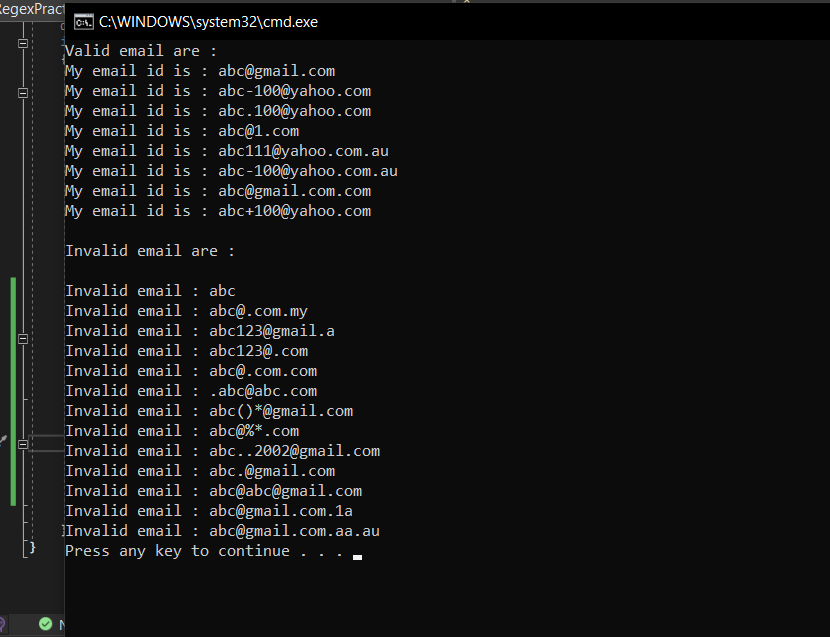 RegexPract
C:\WINDOWS\system32\cmd.exe
Valid email are :
My email id is : abc@gmail.com
My email id is : abc-100@yahoo.com
My email id is : abc.100@yahoo.com
My email id is : abc@1.com
My email id is : abc111@yahoo.com.au
My email id is : abc-100@yahoo.com.au
My email id is : abc@gmail.com.com
My email id is : abc+100@yahoo.com
Invalid email are :
Invalid email : abc
Invalid email : abc@.com.my
Invalid email : abc123@gmail.a
Invalid email : abc123@.com
Invalid email : abc@.com.com
Invalid email : .abc@abc.com
Invalid email : abc()*@gmail.com
Invalid email : abc@%*.com
Invalid email : abc..2002@gmail.com
Invalid email : abc.@gmail.com
Invalid email : abc@abc@gmail.com
Invalid email : abc@gmail.com.1a
Invalid email : abc@gmail.com.aa.au
}
Press any key to continue . . .